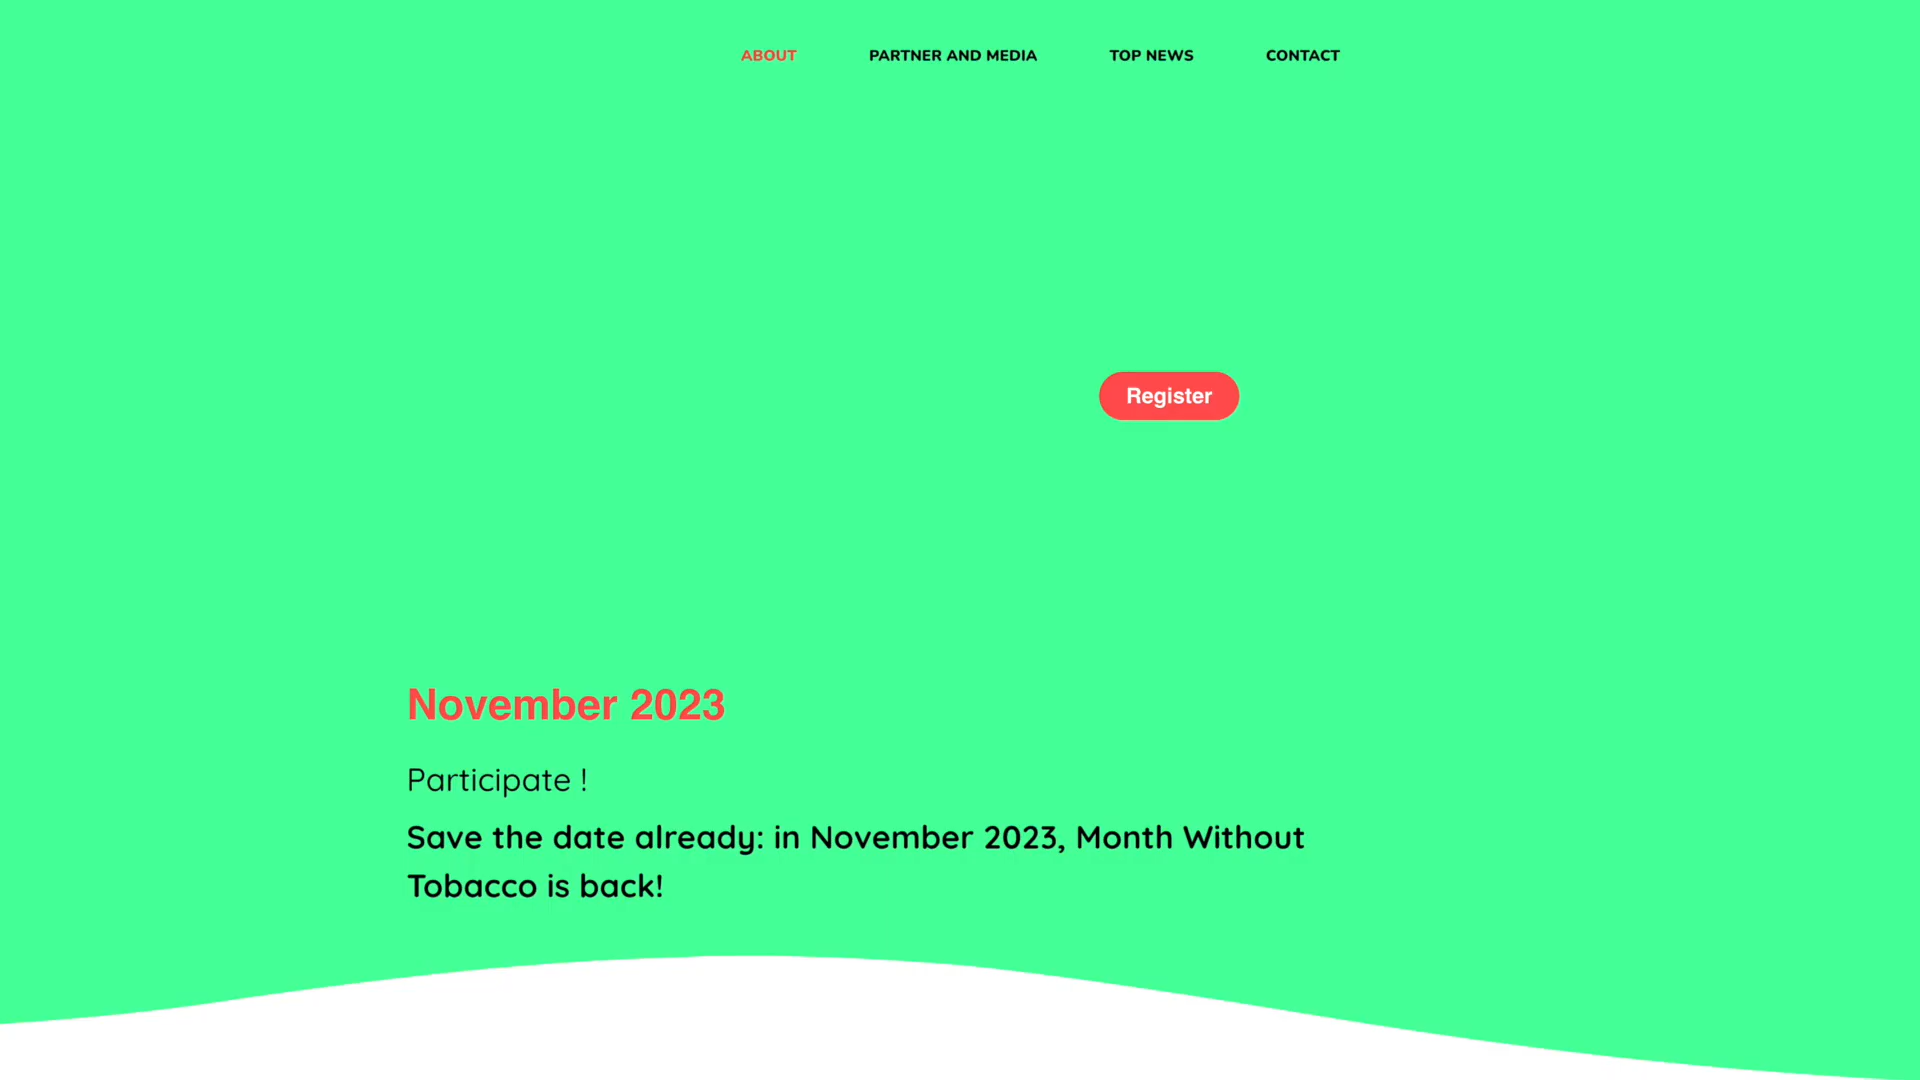 ABOUT PARTNER AND MEDIA TOP NEWS CONTACT
Register
November 2023
Participate !
Save the date already: in November 2023, Month Without
Tobacco is back!